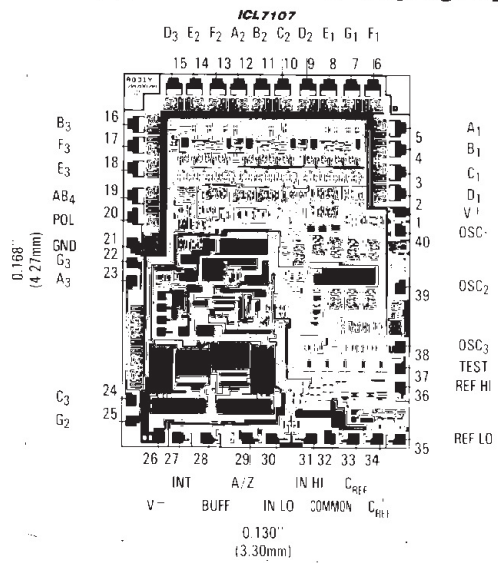 ICL7107
D3 E2 F2 A2 B2 C2 D2 E1 G1 F1
15 14 13 12 11 10 9 8 7 6
B3 16
F3 17
E3 18
AB4 19
POL 20
GND 21
G3 22
A3 23
C3 24
G2 25
5 A1
4 B1
3 C1
2 D1
1 V+
40 OSC
39 OSC2
38 OSC3
37 TEST
36 REF HI
35 REF LO
26 27 28 29 30 31 32 33 34
INT A/Z IN HI CREF
V− BUFF IN LO COMMON CREF
0.168"
(4.27mm)
0.130"
(3.30mm)